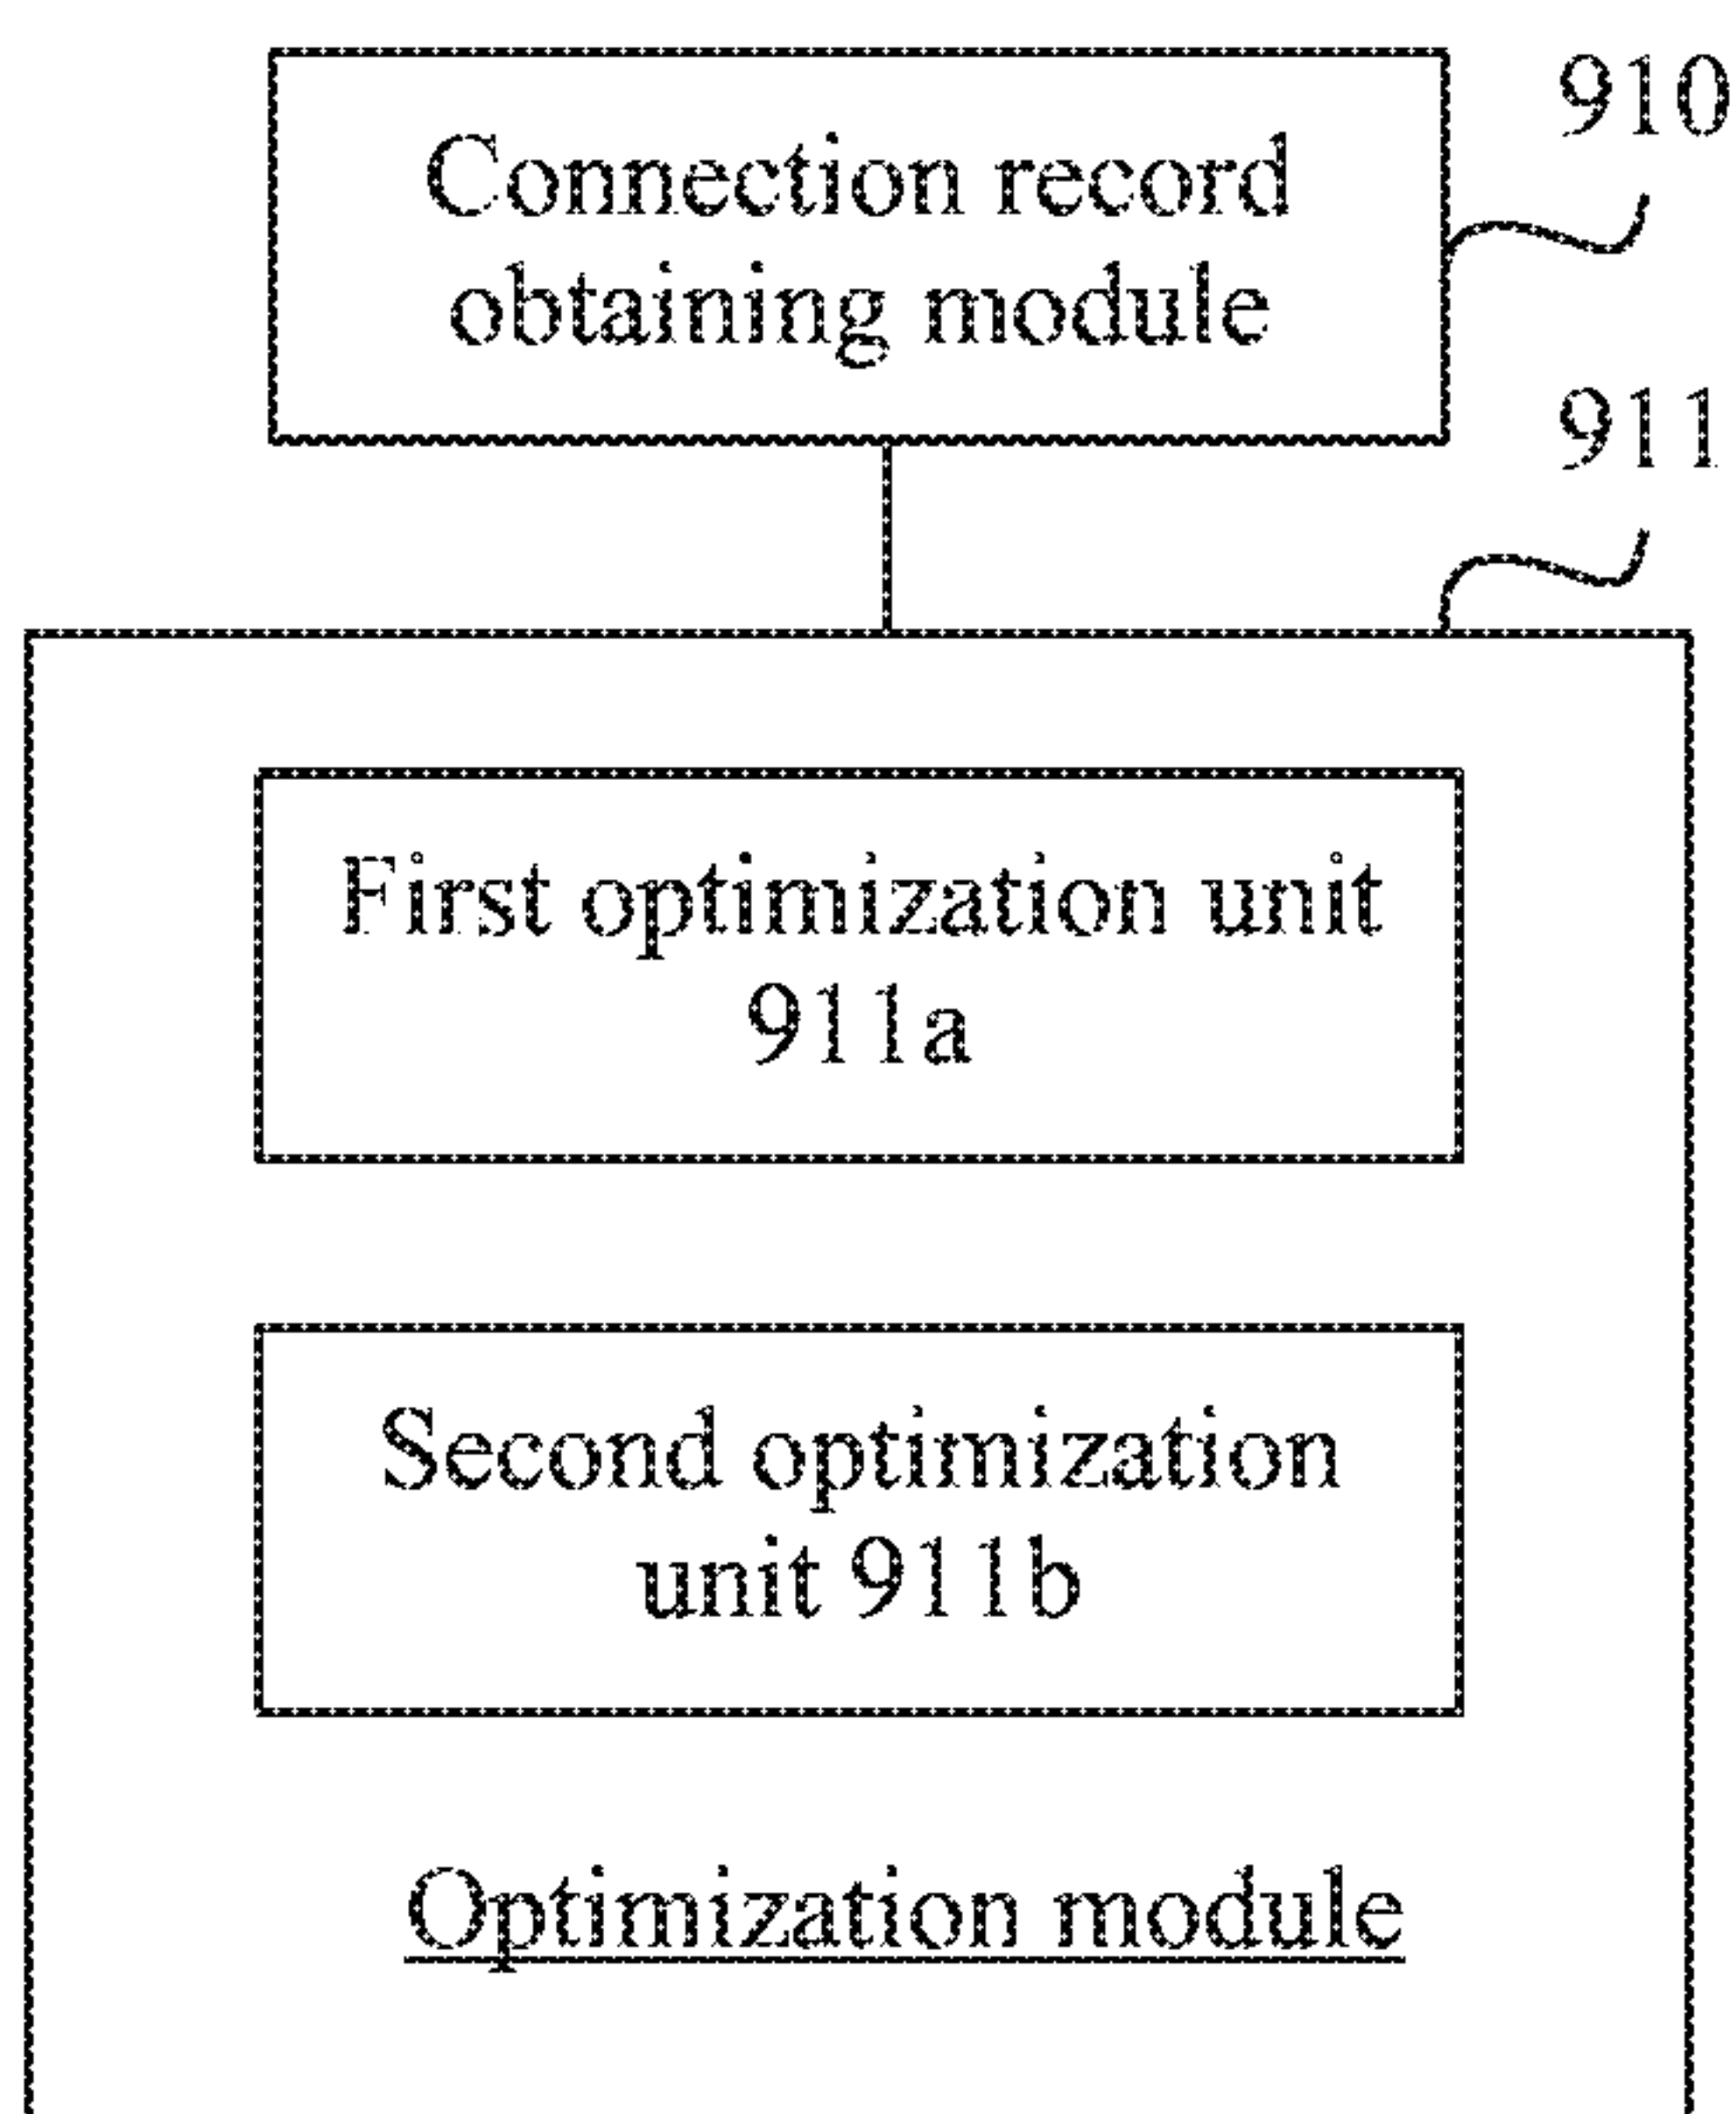 910
Connection record
obtaining module
911
First optimization unit
911a
Second optimization
unit 911b
Optimization module